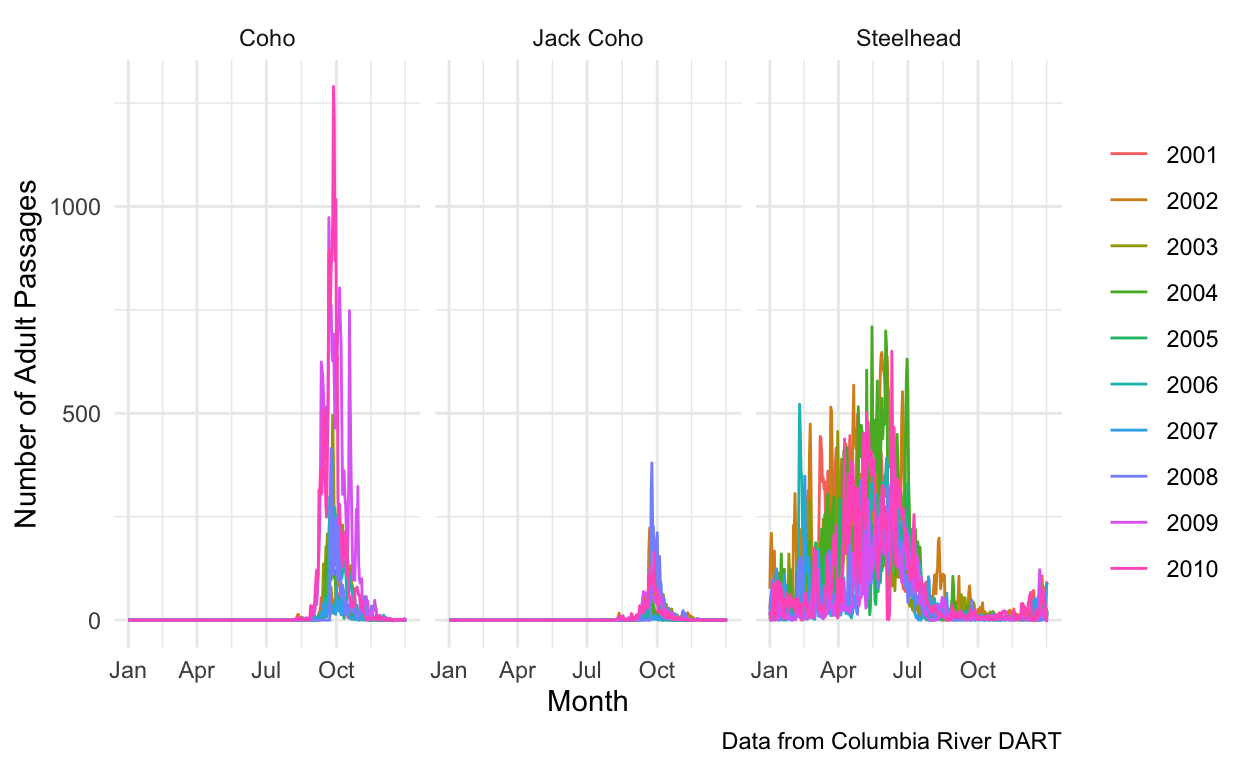 Coho Jack Coho Steelhead
Number of Adult Passages
1000
500
0
Jan Apr Jul Oct Jan Apr Jul Oct Jan Apr Jul Oct
Month
2001
2002
2003
2004
2005
2006
2007
2008
2009
2010
Data from Columbia River DART